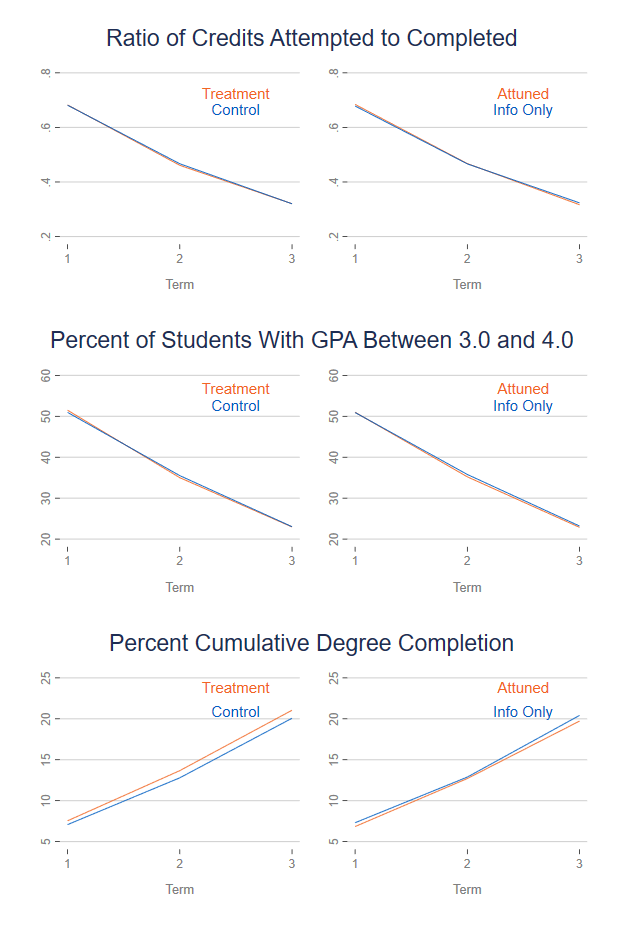 Ratio of Credits Attempted to Completed
.8
.6
.4
.2
Treatment
Control
1 2 3
Term
.8
.6
.4
.2
Attuned
Info Only
1 2 3
Term
Percent of Students With GPA Between 3.0 and 4.0
60
50
40
30
20
Treatment
Control
1 2 3
Term
60
50
40
30
20
Attuned
Info Only
1 2 3
Term
Percent Cumulative Degree Completion
25
20
15
10
5
Treatment
Control
1 2 3
Term
25
20
15
10
5
Attuned
Info Only
1 2 3
Term